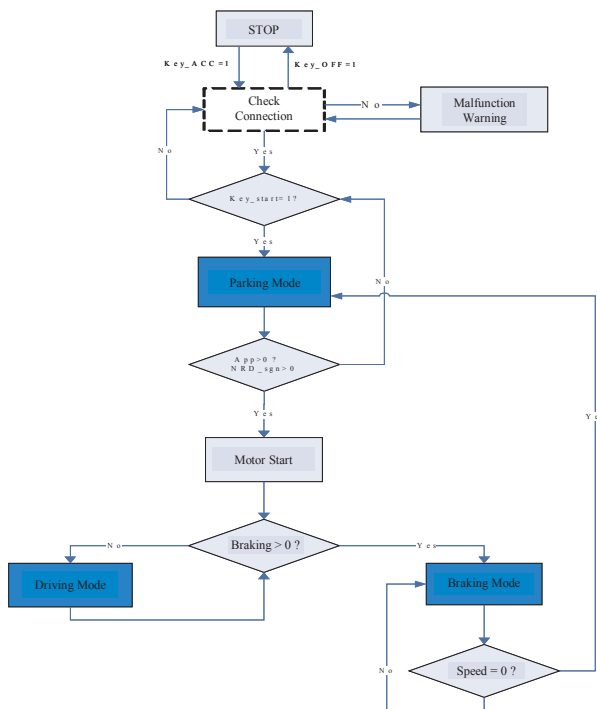 STOP
Key_ACC=1
Key_OFF=1
Check
Connection
No
Malfunction
Warning
No
Yes
Key_start=1?
Yes
Parking Mode
No
App>0 ?
NRD_sgn>0
Yes
Motor Start
No
Braking > 0 ?
Yes
Driving Mode
Braking Mode
No
Speed = 0 ?